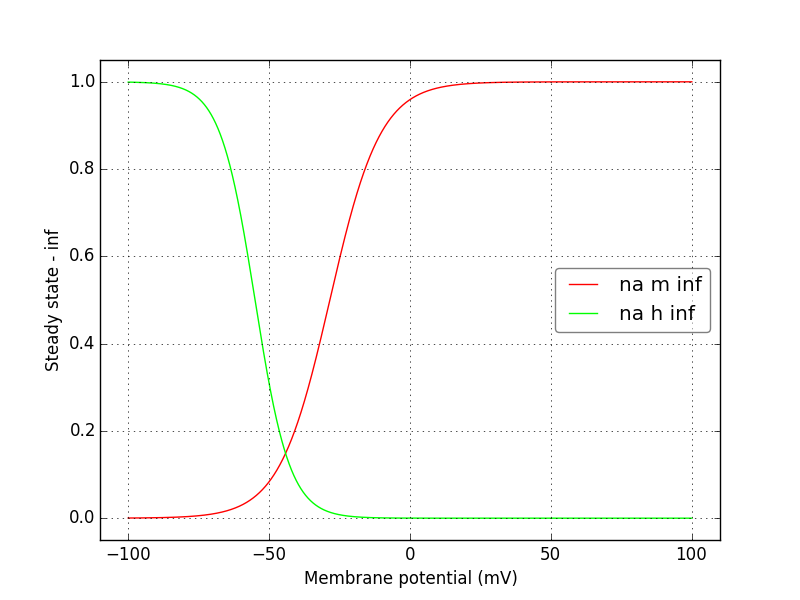 1.0
0.8
0.6
0.4
0.2
0.0
Steady state - inf
na m inf
na h inf
−100
−50
0
50
100
Membrane potential (mV)